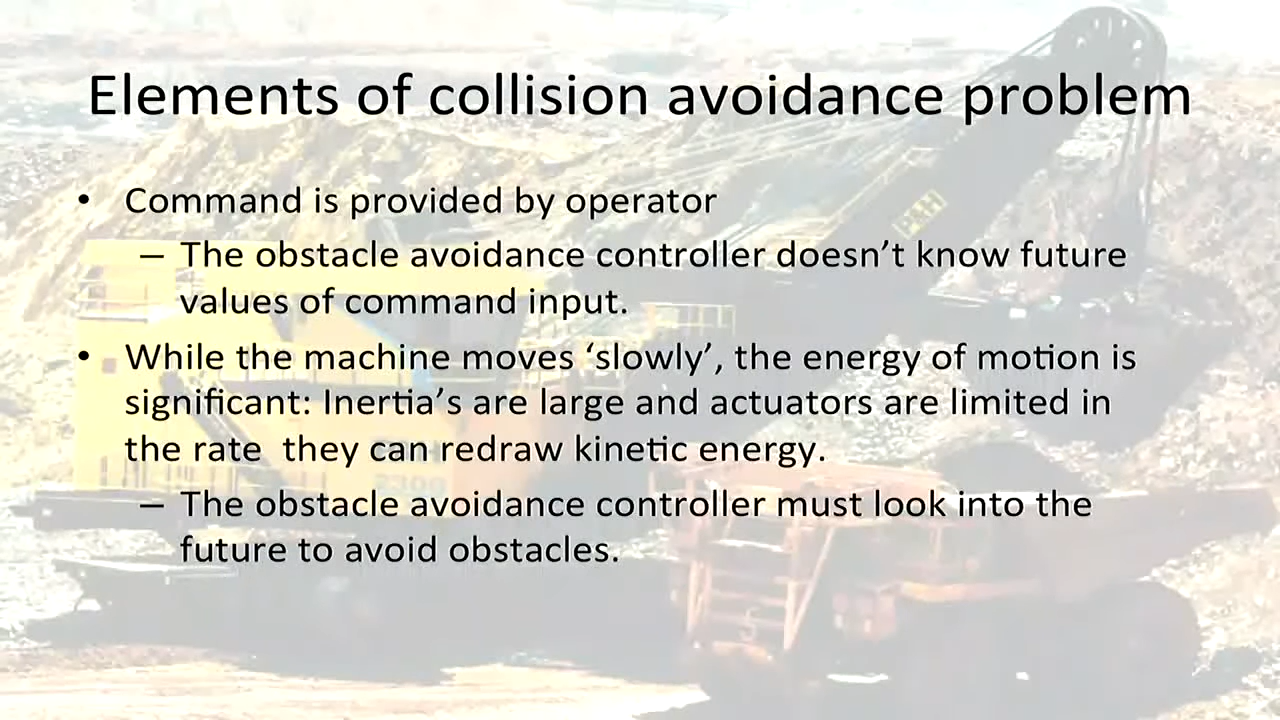 Elements of collision avoidance problem
• Command is provided by operator
– The obstacle avoidance controller doesn’t know future
values of command input.
• While the machine moves ‘slowly’, the energy of motion is
significant: Inertia’s are large and actuators are limited in
the rate  they can redraw kinetic energy.
– The obstacle avoidance controller must look into the
future to avoid obstacles.
P&H
2300